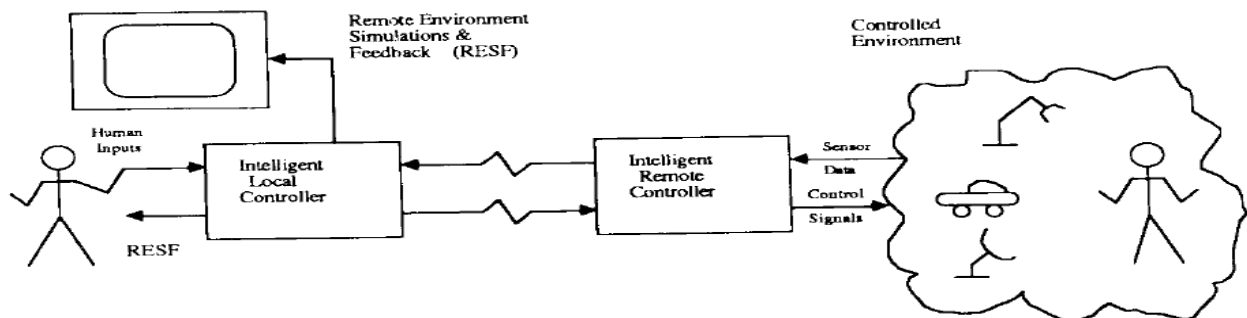 Remote Environment
Simulations &
Feedback (RESF)
Controlled
Environment
Human
Inputs
Intelligent
Local
Controller
RESF
Intelligent
Remote
Controller
Sensor
Data
Control
Signals